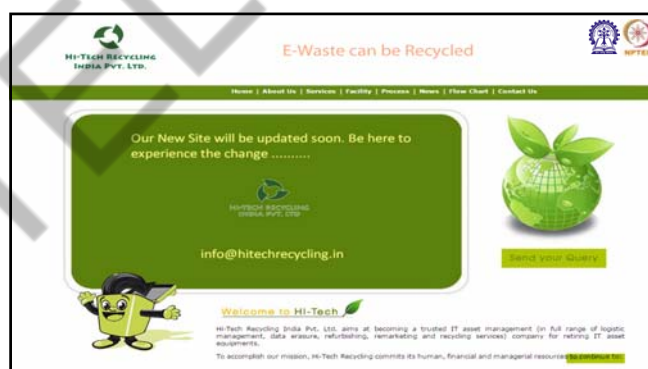 HI-TECH RECYCLING
INDIA PVT. LTD.
E-Waste can be Recycled
NPTEL
Home | About Us | Services | Facility | Process | News | Flow Chart | Contact Us
Our New Site will be updated soon. Be here to
experience the change ..........
HI-TECH RECYCLING
INDIA PVT. LTD
info@hitechrecycling.in
Send your Query
Welcome to HI-Tech
Hi-Tech Recycling India Pvt. Ltd. aims at becoming a trusted IT asset management (in full range of logistic
management, data erasure, refurbishing, remarketing and recycling services) company for retiring IT asset
equipments.
To accomplish our mission, Hi-Tech Recycling commits its human, financial and managerial resources to continue to: